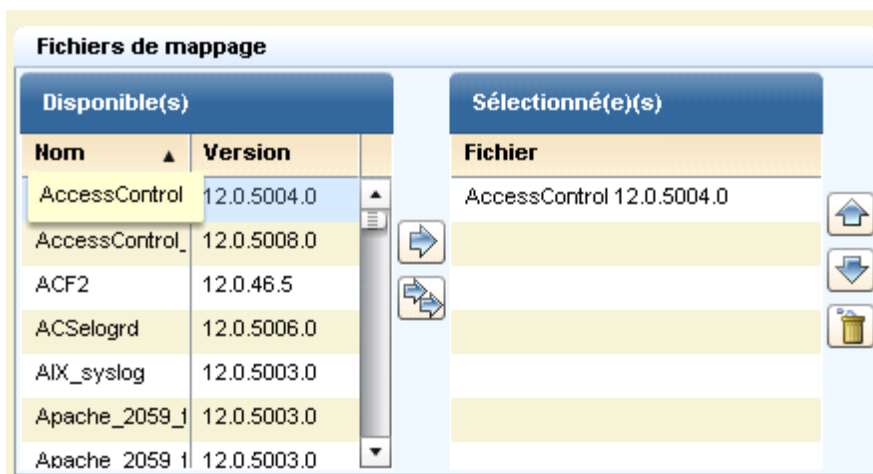 Fichiers de mappage
Disponible(s) Sélectionné(e)(s)
Nom Version Fichier
AccessControl 12.0.5004.0 AccessControl 12.0.5004.0
AccessControl_ 12.0.5008.0
ACF2 12.0.46.5
ACSelogrd 12.0.5006.0
AIX_syslog 12.0.5003.0
Apache_2059_f 12.0.5003.0
Apache_2059_f 12.0.5003.0